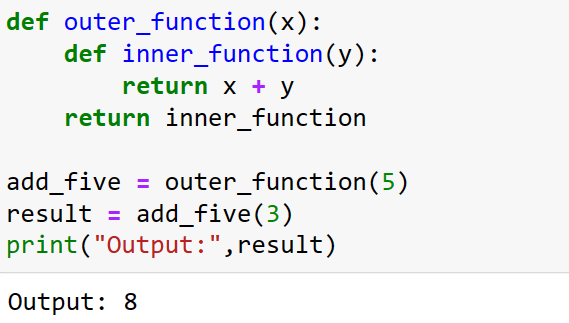 def outer_function(x):
    def inner_function(y):
        return x + y
    return inner_function

add_five = outer_function(5)
result = add_five(3)
print("Output:",result)
Output: 8